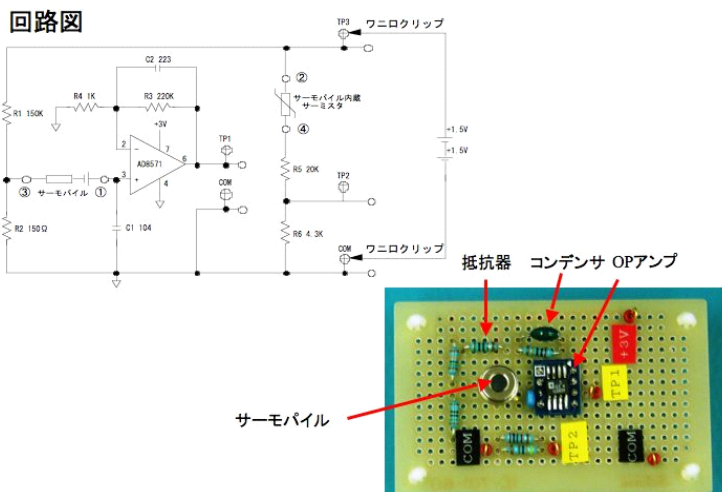 回路図
TP3
ワニロクリップ
C2 223
②
R4 1K
R3 220K
サーモパイル内蔵
サーミスタ
R1 150K
+3V
④
2
7
TP1
+1.5V
+1.5V
AD8571
6
3
4
COM
R5 20K
TP2
③
サーモパイル
①
R2 150Ω
C1 104
R6 4.3K
COM
ワニロクリップ
抵抗器
コンデンサ
OPアンプ
サーモパイル
+3V
TP1
COM
TP2
COM